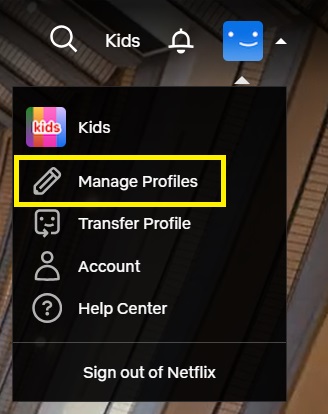 Kids
kids Kids
Manage Profiles
Transfer Profile
Account
? Help Center
Sign out of Netflix